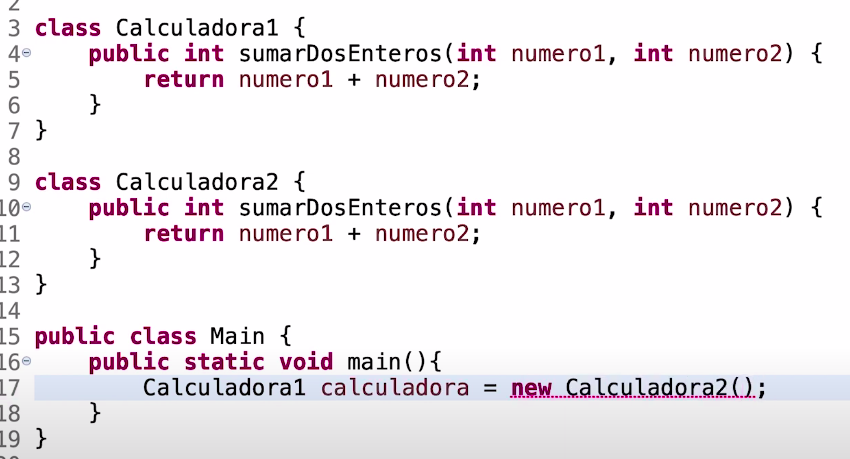 2
3 class Calculadora1 {
4 public int sumarDosEnteros(int numero1, int numero2) {
5 return numero1 + numero2;
6 }
7 }
8
9 class Calculadora2 {
10 public int sumarDosEnteros(int numero1, int numero2) {
11 return numero1 + numero2;
12 }
13 }
14
15 public class Main {
16 public static void main(){
17 Calculadora1 calculadora = new Calculadora2();
18 }
19 }